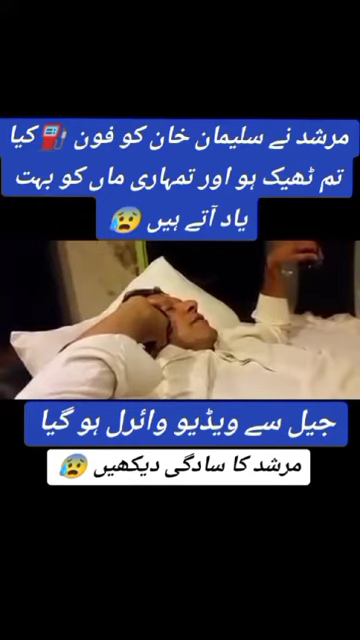 مرشد نے سلیمان خان کو فون ⛽ کیا
تم ٹھیک ہو اور تمہاری ماں کو بہت
یاد آتے ہیں 😰
جیل سے ویڈیو وائرل ہو گیا
مرشد کا سادگی دیکھیں 😰